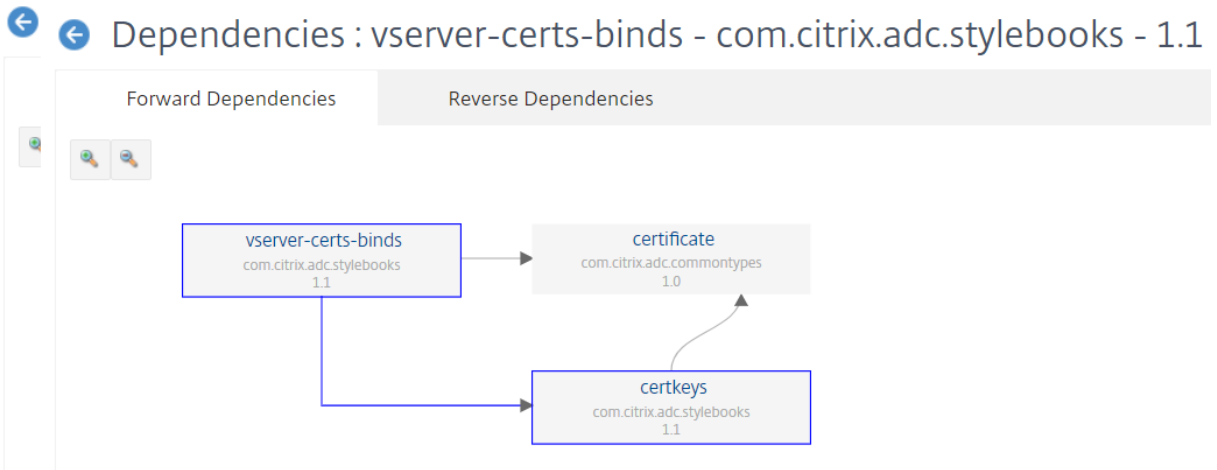 Dependencies : vserver-certs-binds - com.citrix.adc.stylebooks - 1.1
Forward Dependencies
Reverse Dependencies
vserver-certs-binds
com.citrix.adc.stylebooks
1.1
certificate
com.citrix.adc.commontypes
1.0
certkeys
com.citrix.adc.stylebooks
1.1